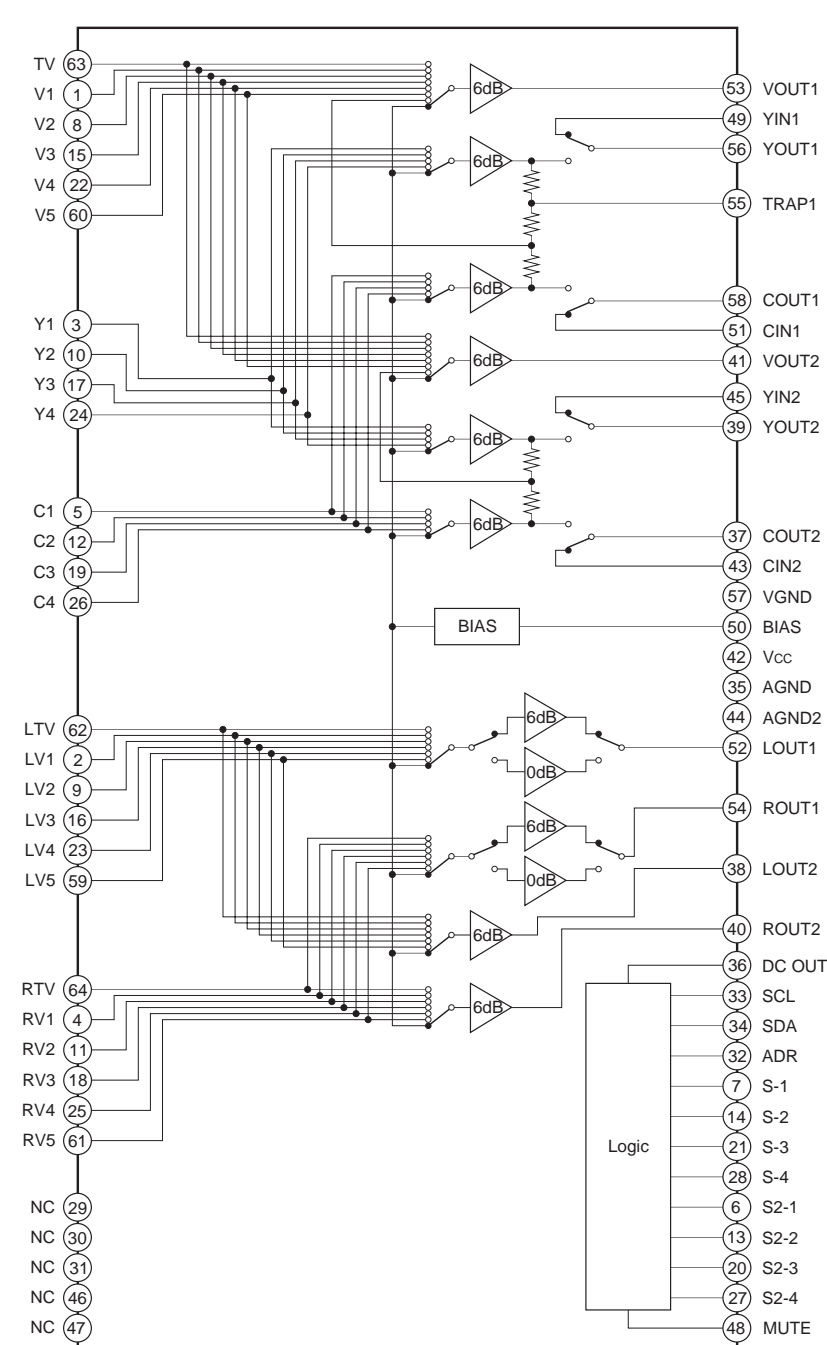 TV 63
V1 1
V2 8
V3 15
V4 22
V5 60
Y1 3
Y2 10
Y3 17
Y4 24
C1 5
C2 12
C3 19
C4 26
LTV 62
LV1 2
LV2 9
LV3 16
LV4 23
LV5 59
RTV 64
RV1 4
RV2 11
RV3 18
RV4 25
RV5 61
NC 29
NC 30
NC 31
NC 46
NC 47
6dB
6dB
6dB
6dB
6dB
6dB
BIAS
6dB
0dB
6dB
0dB
6dB
6dB
Logic
53 VOUT1
49 YIN1
56 YOUT1
55 TRAP1
58 COUT1
51 CIN1
41 VOUT2
45 YIN2
39 YOUT2
37 COUT2
43 CIN2
57 VGND
50 BIAS
42 Vcc
35 AGND
44 AGND2
52 LOUT1
54 ROUT1
38 LOUT2
40 ROUT2
36 DC OUT
33 SCL
34 SDA
32 ADR
7 S-1
14 S-2
21 S-3
28 S-4
6 S2-1
13 S2-2
20 S2-3
27 S2-4
48 MUTE